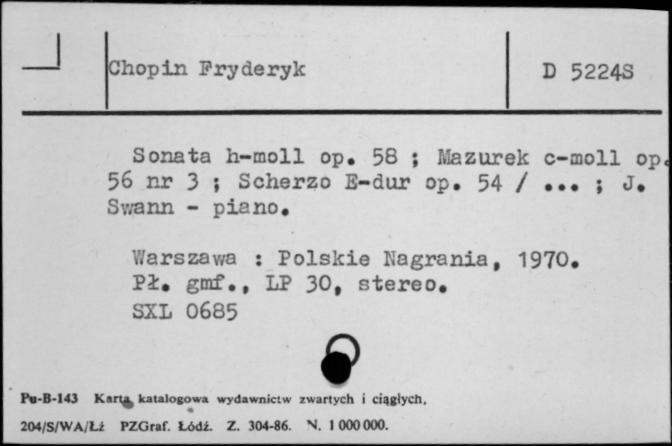 Chopin Fryderyk
D 5224S
Sonata h-moll op. 58 ; Mazurek c-moll op.
56 nr 3 ; Scherzo E-dur op. 54 / ... ; J.
Swann - piano.
Warszawa : Polskie Nagrania, 1970.
Pł. gmf., LP 30, stereo.
SXL 0685
Pu-B-143 Karta katalogowa wydawnictw zwartych i ciągłych,
204/S/WA/Łż PZGraf. Łódź. Z. 304-86. N. 1 000 000.